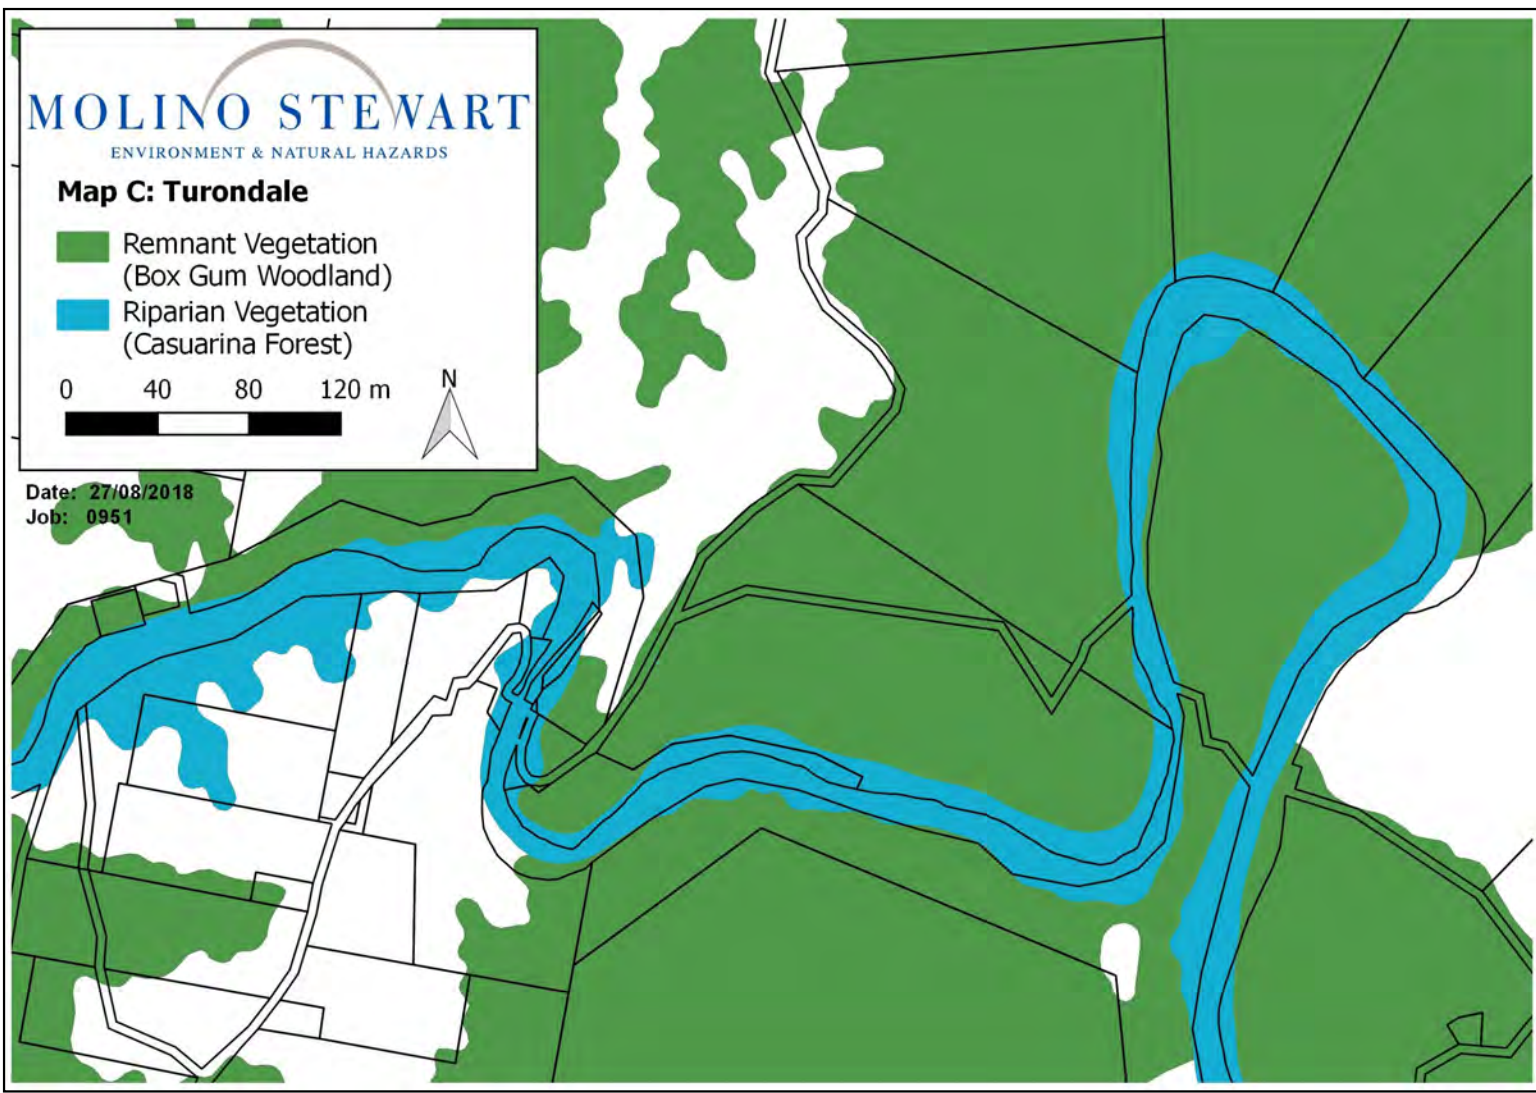 MOLINO STEWART
ENVIRONMENT & NATURAL HAZARDS
Map C: Turondale
Remnant Vegetation
(Box Gum Woodland)
Riparian Vegetation
(Casuarina Forest)
0 40 80 120 m
N
Date: 27/08/2018
Job: 0951